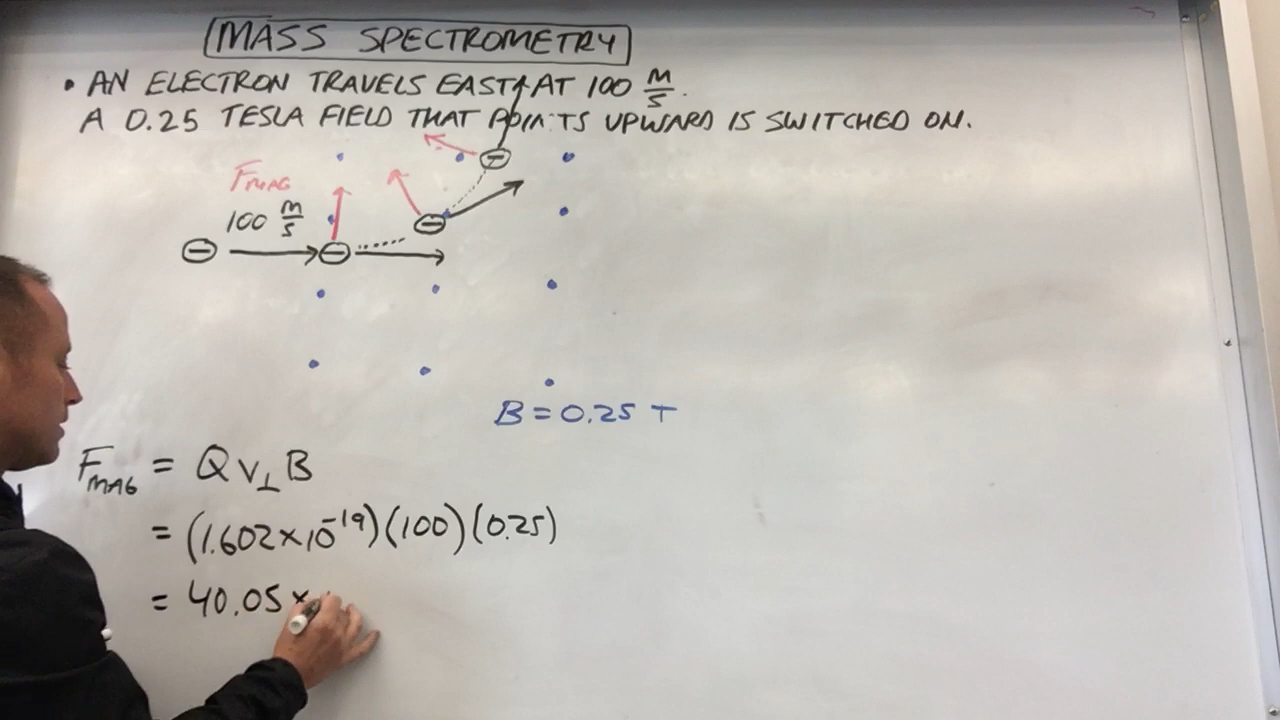 MASS SPECTROMETRY
• AN ELECTRON TRAVELS EAST AT 100 M/S.
A 0.25 TESLA FIELD THAT POINTS UPWARD IS SWITCHED ON.
FMAG
100 M/S
B = 0.25 T
FMAG = QV⊥B
= (1.602×10⁻¹⁹)(100)(0.25)
= 40.05×